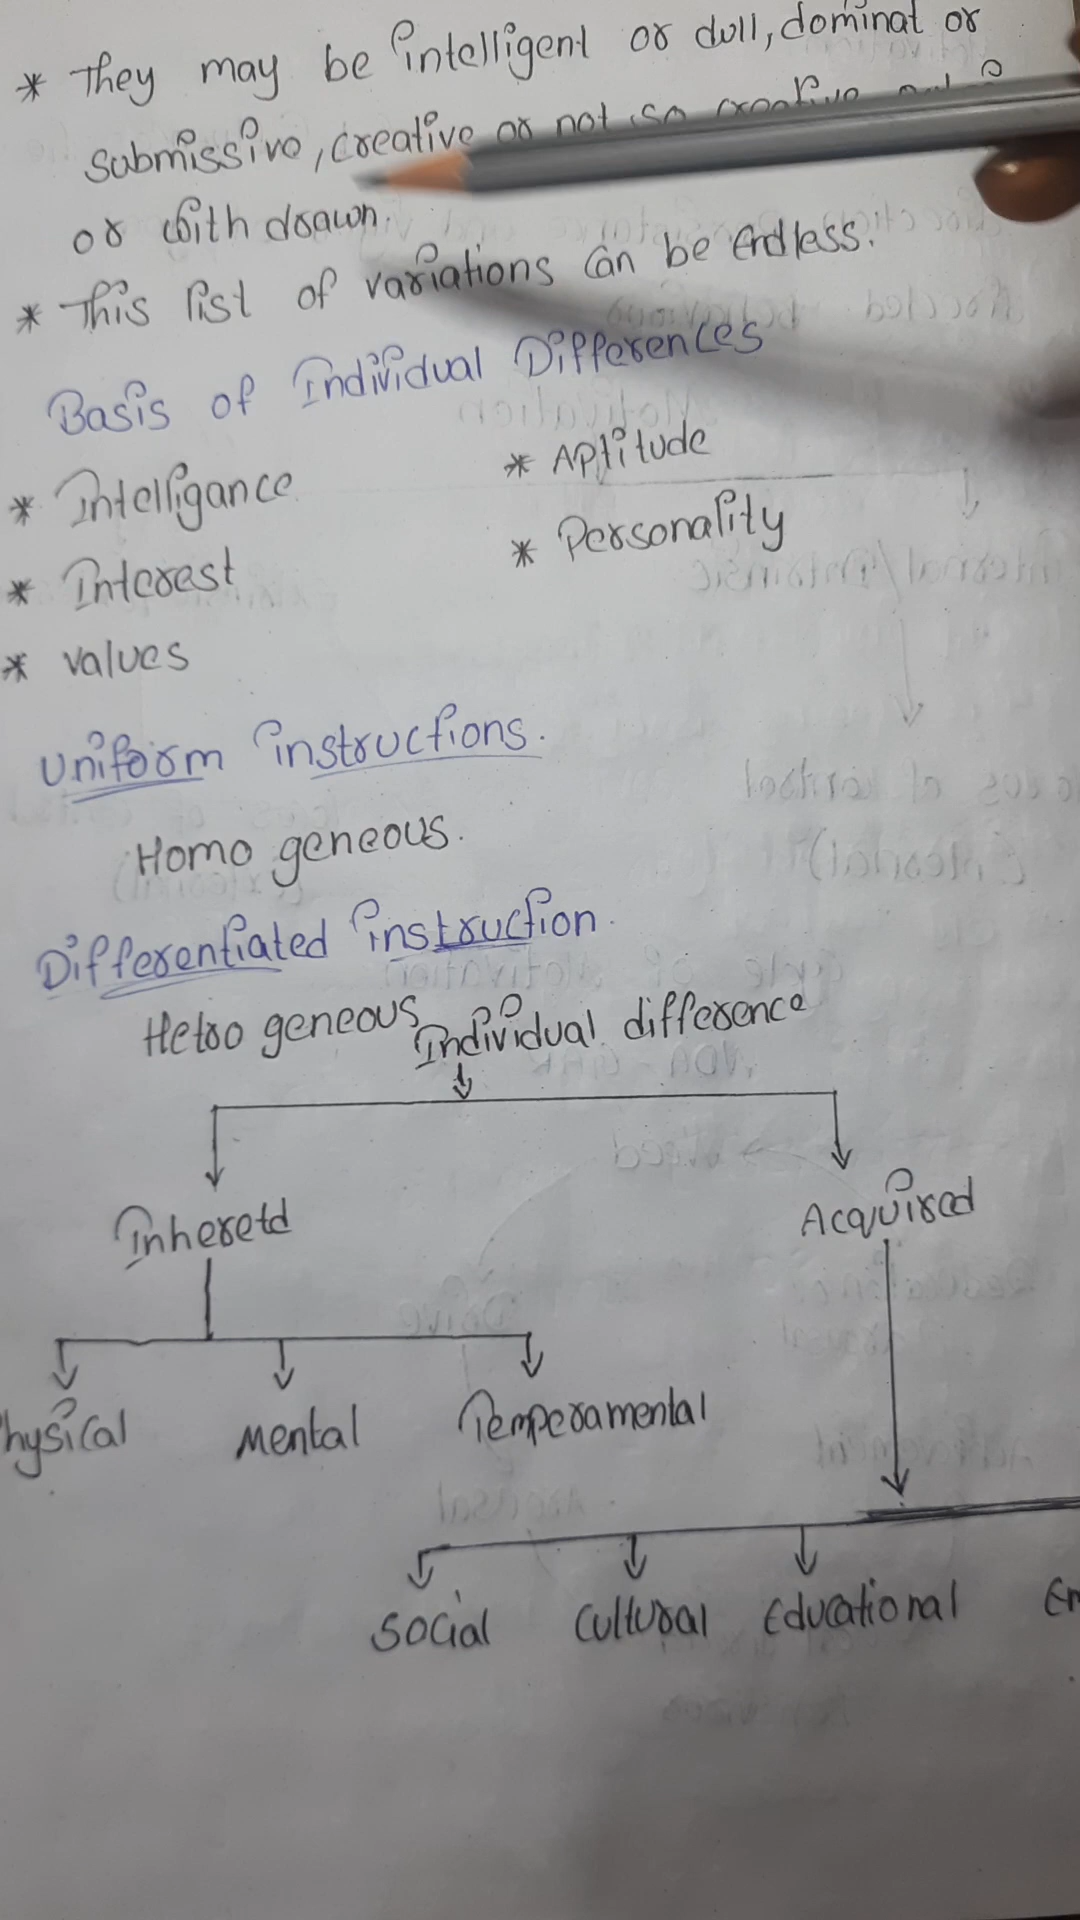 * They may be intelligent or dull, dominat or
submissive, creative or not so creative
or with drawn.
* This list of variations can be Endless.
Basis of Individual Differences
* Intelligance * Aptitude
* Interest * Personality
* values
Uniform instructions.
Homo geneous.
Differentiated instruction.
Hetro geneous
Individual difference
Inheretd Acquired
Physical Mental Temperamental
Social Cultural Educational